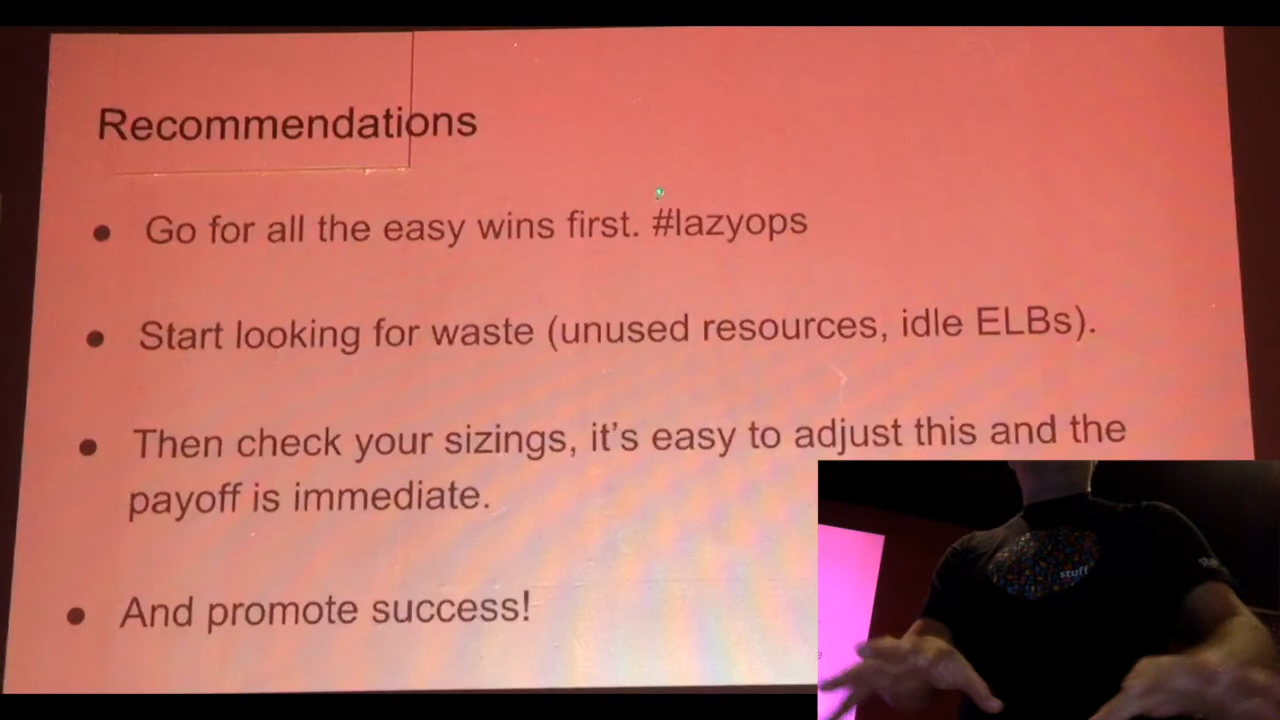 Recommendations
● Go for all the easy wins first. #lazyops
● Start looking for waste (unused resources, idle ELBs).
● Then check your sizings, it's easy to adjust this and the
payoff is immediate.
● And promote success!
stuff